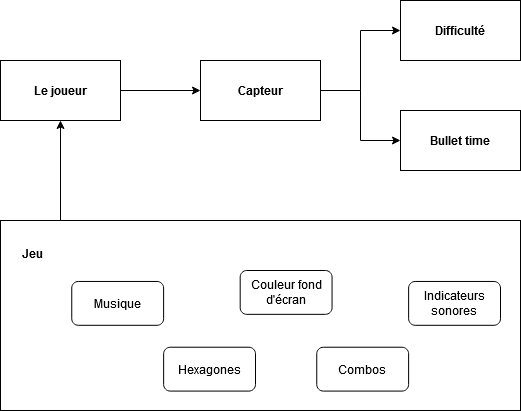 Difficulté
Le joueur
Capteur
Bullet time
Jeu
Musique
Couleur fond
d'écran
Indicateurs
sonores
Hexagones
Combos